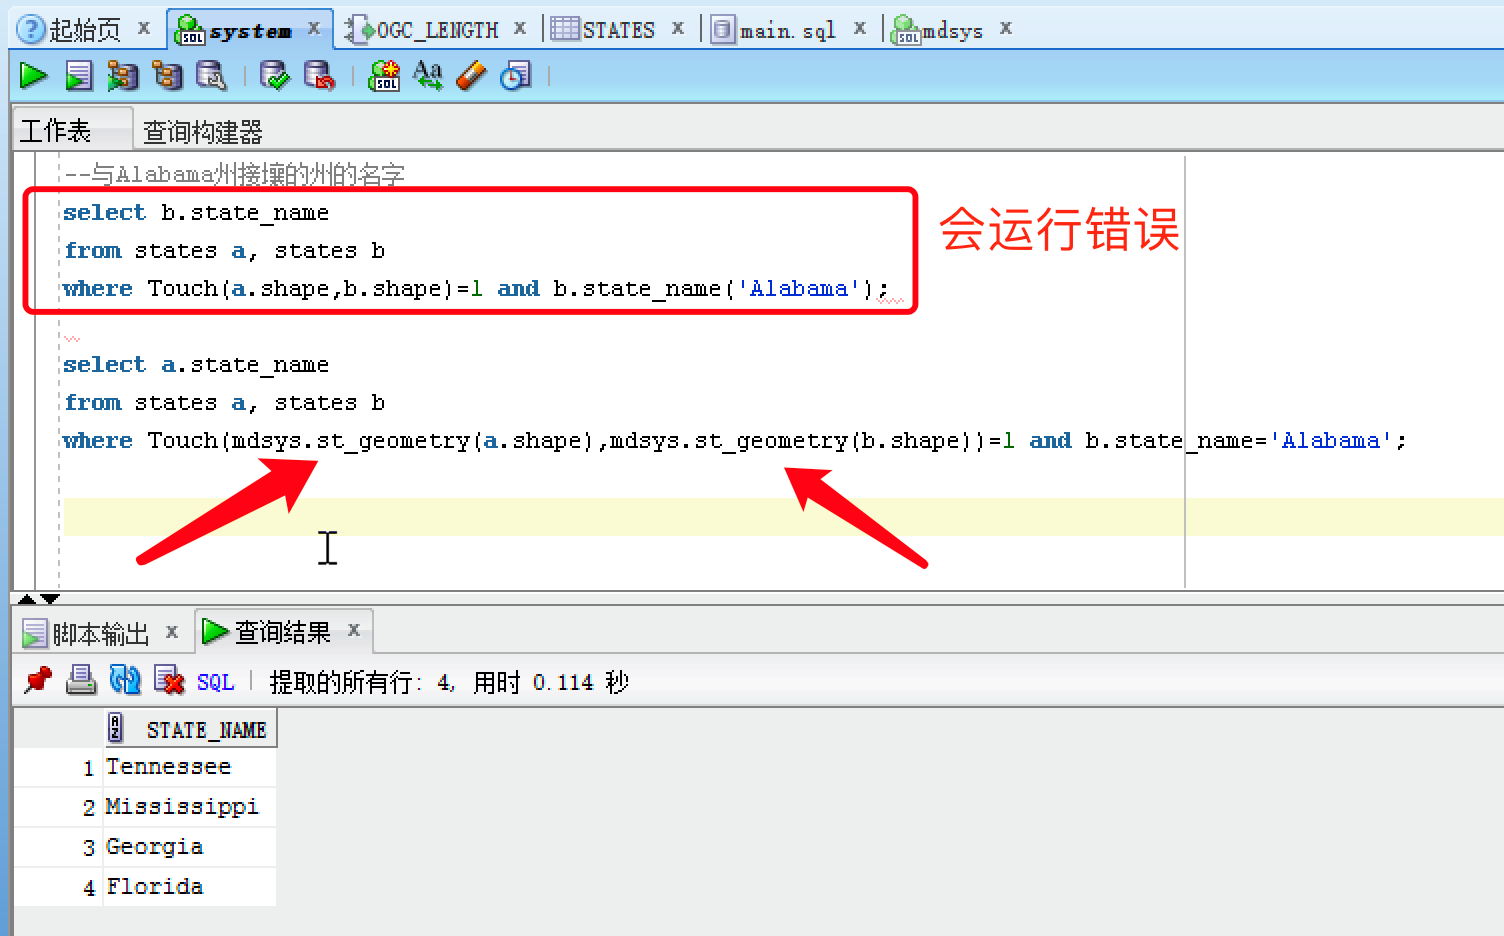 起始页 system OGC_LENGTH STATES main.sql mdsys
工作表 查询构建器
--与Alabama州接壤的州的名字
select b.state_name
from states a, states b
where Touch(a.shape,b.shape)=1 and b.state_name('Alabama');
会运行错误
select a.state_name
from states a, states b
where Touch(mdsys.st_geometry(a.shape),mdsys.st_geometry(b.shape))=1 and b.state_name='Alabama';
脚本输出 查询结果
SQL 提取的所有行: 4, 用时 0.114 秒
STATE_NAME
1 Tennessee
2 Mississippi
3 Georgia
4 Florida